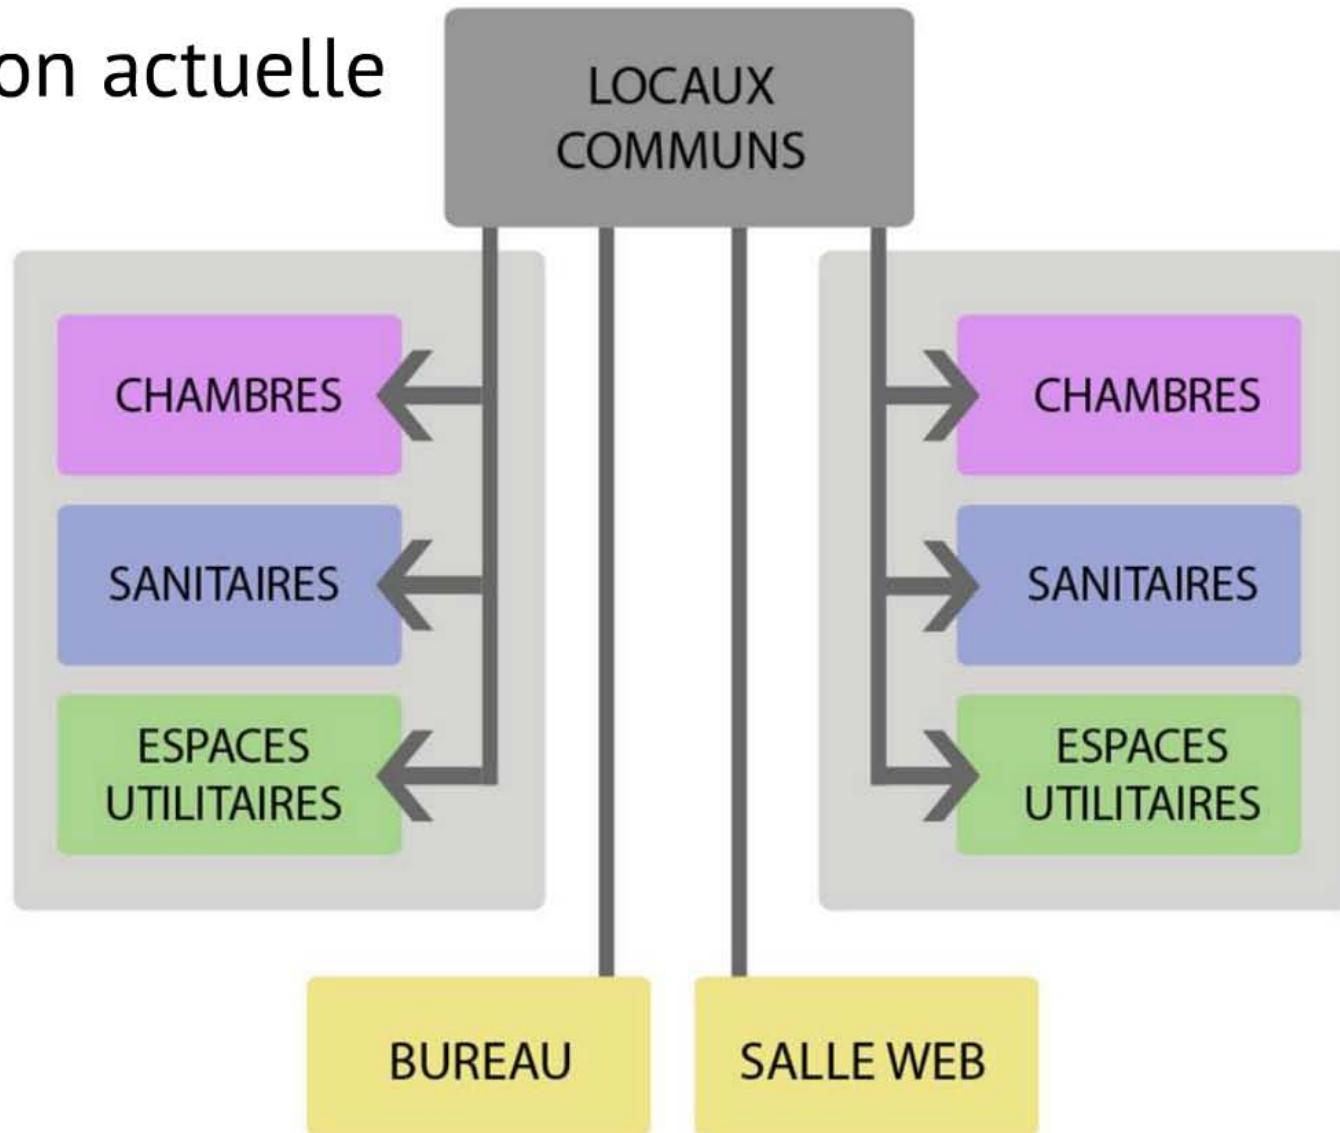 on actuelle
LOCAUX
COMMUNS
CHAMBRES
CHAMBRES
SANITAIRES
SANITAIRES
ESPACES
UTILITAIRES
ESPACES
UTILITAIRES
BUREAU
SALLE WEB